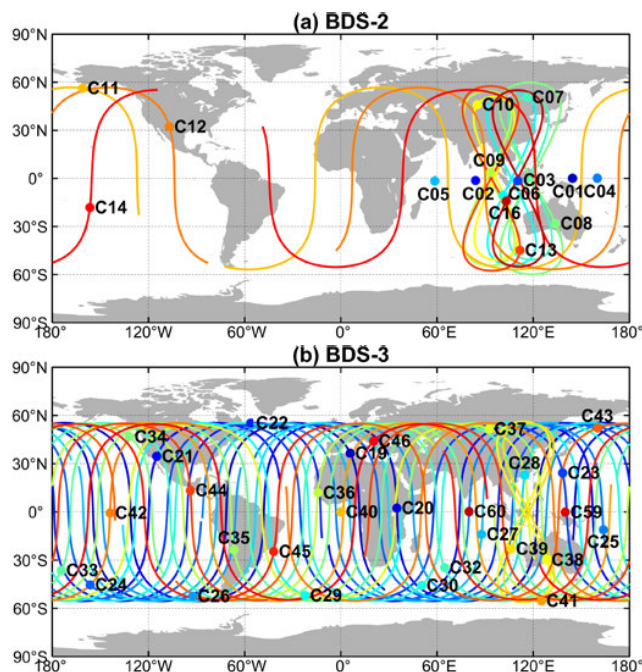 (a) BDS-2
90°N
60°N
30°N
0°
30°S
60°S
90°S
180°
120°W
60°W
0°
60°E
120°E
180°
C11
C12
C14
C10
C07
C09
C05
C02
C03
C06
C01
C04
C16
C08
C13
(b) BDS-3
90°N
60°N
30°N
0°
30°S
60°S
90°S
180°
120°W
60°W
0°
60°E
120°E
180°
C22
C43
C34
C21
C46
C19
C37
C28
C23
C44
C36
C42
C40
C20
C60
C59
C27
C25
C35
C45
C39
C38
C33
C24
C26
C29
C32
C30
C41